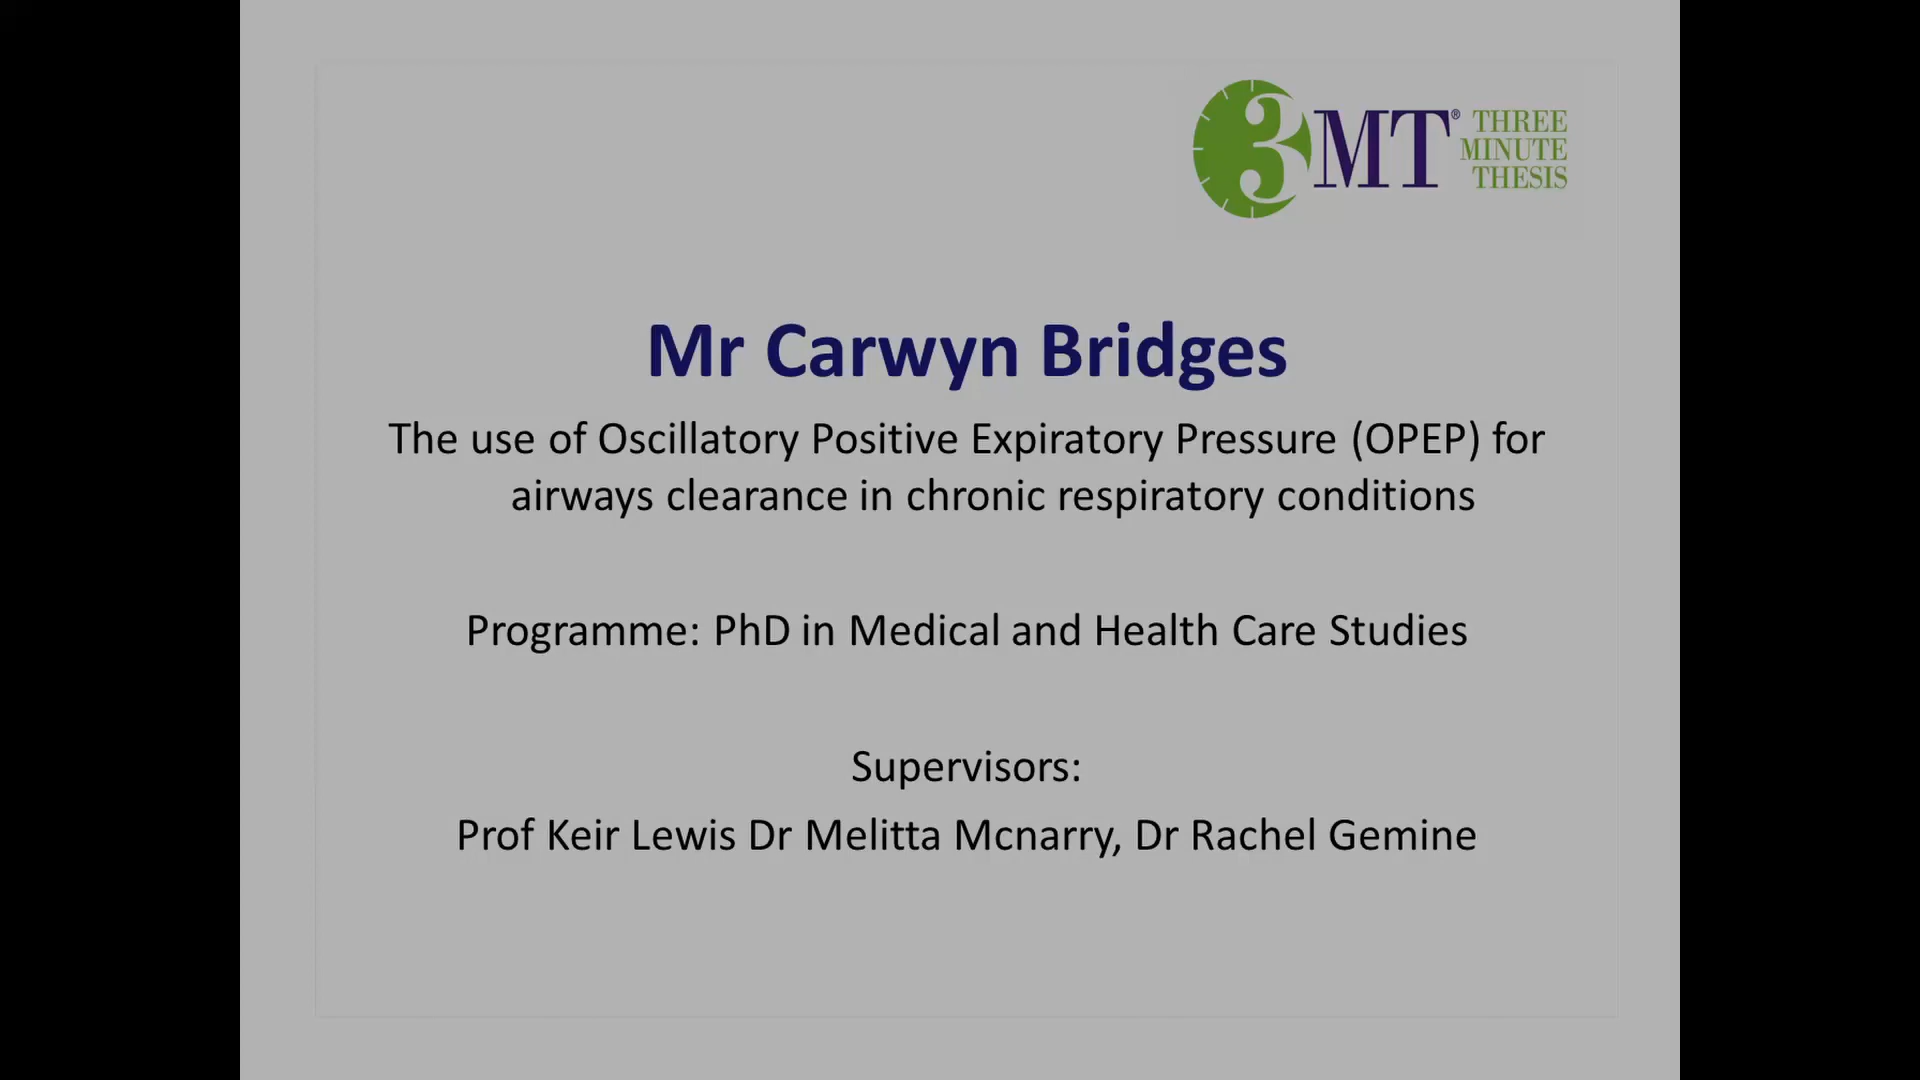 3MT® THREE
MINUTE
THESIS
Mr Carwyn Bridges
The use of Oscillatory Positive Expiratory Pressure (OPEP) for
airways clearance in chronic respiratory conditions
Programme: PhD in Medical and Health Care Studies
Supervisors:
Prof Keir Lewis Dr Melitta Mcnarry, Dr Rachel Gemine